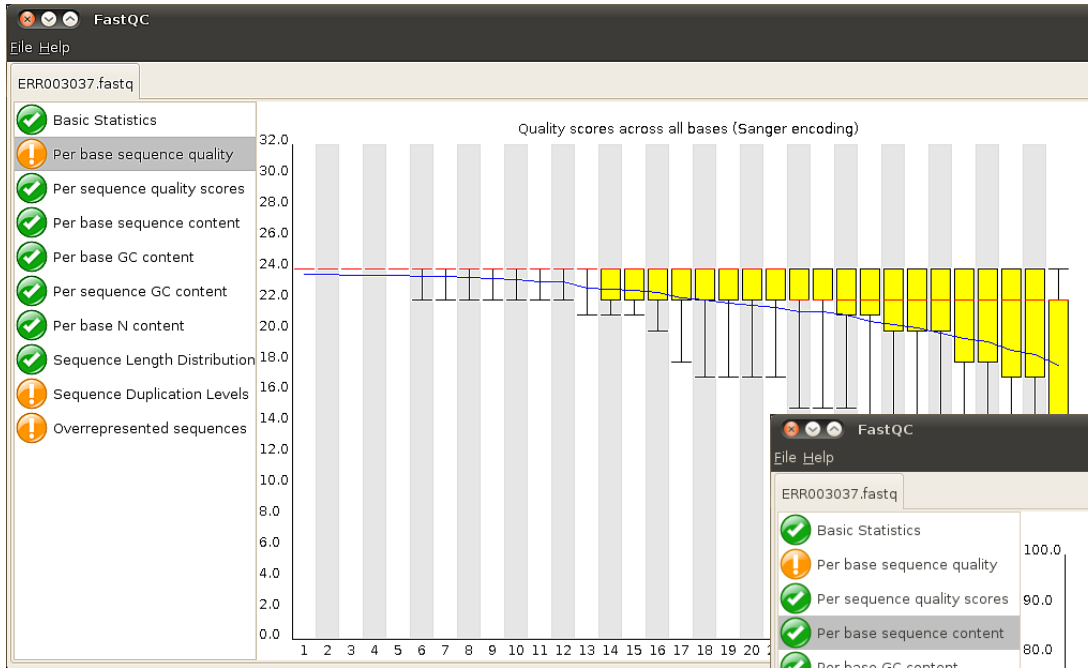 FastQC
File Help
ERR003037.fastq
Basic Statistics
Per base sequence quality
Per sequence quality scores
Per base sequence content
Per base GC content
Per sequence GC content
Per base N content
Sequence Length Distribution
Sequence Duplication Levels
Overrepresented sequences
Quality scores across all bases (Sanger encoding)
32.0
30.0
28.0
26.0
24.0
22.0
20.0
18.0
16.0
14.0
12.0
10.0
8.0
6.0
4.0
2.0
0.0
1 2 3 4 5 6 7 8 9 10 11 12 13 14 15 16 17 18 19 20
FastQC
File Help
ERR003037.fastq
Basic Statistics
Per base sequence quality
Per sequence quality scores
Per base sequence content
Per base GC content
100.0
90.0
80.0